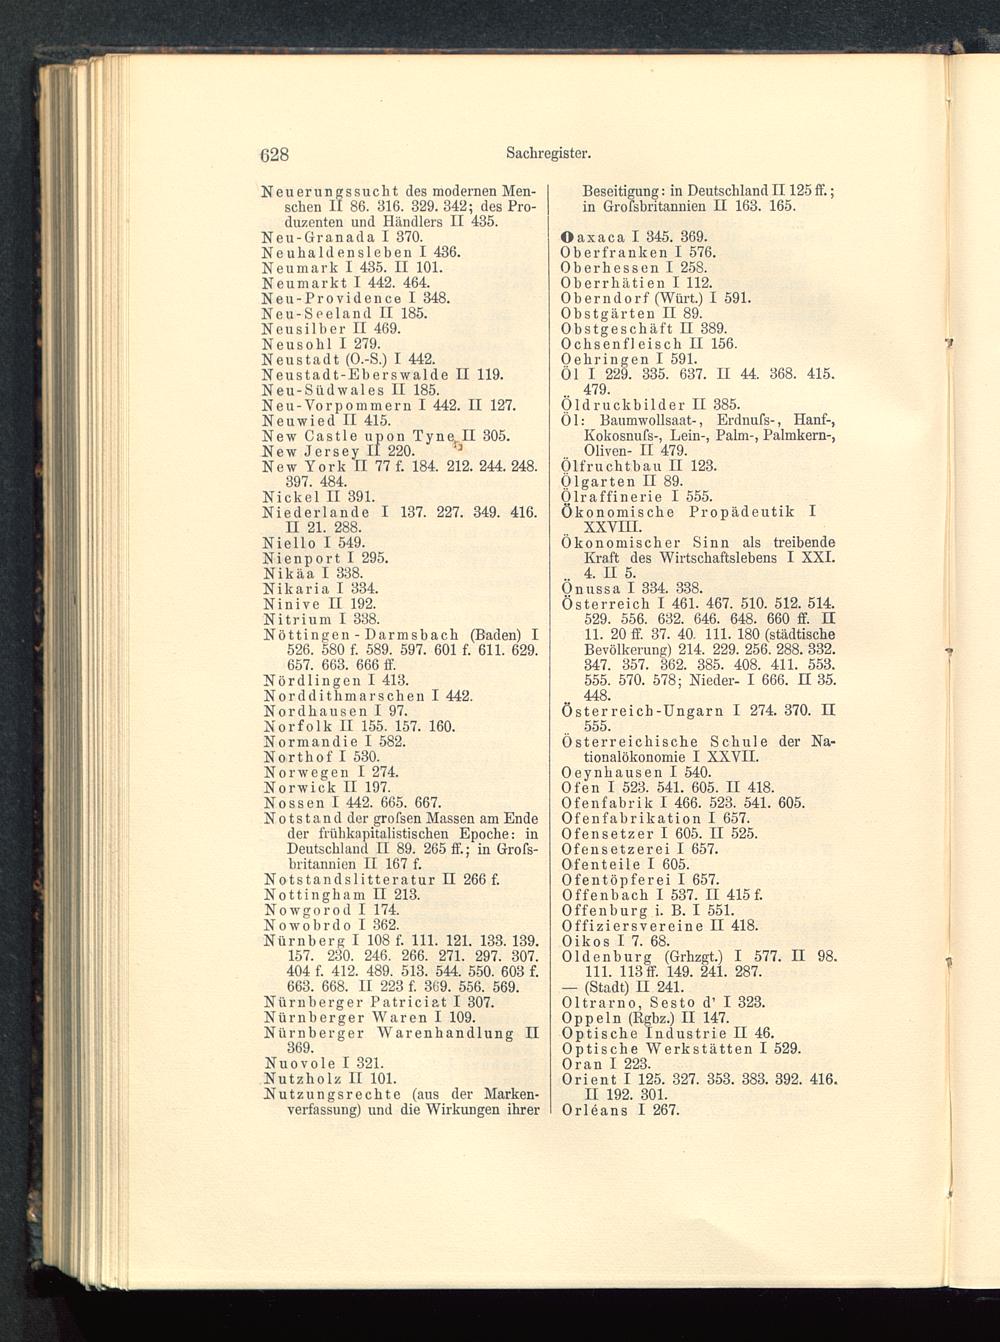 628
Sachregister.
Neuerungssucht des modernen Men-
schen II 86. 316. 329. 342; des Pro-
duzenten und Händlers II 435.
Neu-Granada I 370.
Neuhaldensleben I 436.
Neumark I 435. II 101.
Neumarkt I 442. 464.
Neu-Providence I 348.
Neu-Seeland II 185.
Neusilber II 469.
Neusohl I 279.
Neustadt (O.-S.) I 442.
Neustadt-Eberswalde II 119.
Neu-Südwales II 185.
Neu-Vorpommern I 442. II 127.
Neuwied II 415.
New Castle upon Tyne II 305.
New Jersey II 220.
New York II 77 f. 184. 212. 244. 248.
397. 484.
Nickel II 391.
Niederlande I 137. 227. 349. 416.
II 21. 288.
Niello I 549.
Nienport I 295.
Nikäa I 338.
Nikaria I 334.
Ninive II 192.
Nitrium I 338.
Nöttingen-Darmsbach (Baden) I
526. 580 f. 589. 597. 601 f. 611. 629.
657. 663. 666 ff.
Nördlingen I 413.
Norddithmarschen I 442.
Nordhausen I 97.
Norfolk II 155. 157. 160.
Normandie I 582.
Northof I 530.
Norwegen I 274.
Norwick II 197.
Nossen I 442. 665. 667.
Notstand der großen Massen am Ende
der frühkapitalistischen Epoche: in
Deutschland II 89. 265 ff.; in Groß-
britannien II 167 f.
Notstandslitteratur II 266 f.
Nottingham II 213.
Nowgorod I 174.
Nowobrdo I 362.
Nürnberg I 108 f. 111. 121. 133. 139.
157. 230. 246. 266. 271. 297. 307.
404 f. 412. 489. 513. 544. 550. 603 f.
663. 668. II 223 f. 369. 556. 569.
Nürnberger Patriciat I 307.
Nürnberger Waren I 109.
Nürnberger Warenhandlung II
369.
Nuovole I 321.
Nutzholz II 101.
Nutzungsrechte (aus der Marken-
verfassung) und die Wirkungen ihrer
Beseitigung: in Deutschland II 125 ff.;
in Großbritannien II 163. 165.
Oaxaca I 345. 369.
Oberfranken I 576.
Oberhessen I 258.
Oberrhätien I 112.
Oberndorf (Würt.) I 591.
Obstgärten II 89.
Obstgeschäft II 389.
Ochsenfleisch II 156.
Oehringen I 591.
Öl I 229. 335. 637. II 44. 368. 415.
479.
Öldruckbilder II 385.
Öl: Baumwollsaat-, Erdnuß-, Hanf-,
Kokosnuß-, Lein-, Palm-, Palmkern-,
Oliven- II 479.
Ölfruchtbau II 123.
Ölgarten II 89.
Ölraffinerie I 555.
Ökonomische Propädeutik I
XXVIII.
Ökonomischer Sinn als treibende
Kraft des Wirtschaftslebens I XXI.
4. II 5.
Önussa I 334. 338.
Österreich I 461. 467. 510. 512. 514.
529. 556. 632. 646. 648. 660 ff. II
11. 20 ff. 37. 40. 111. 180 (städtische
Bevölkerung) 214. 229. 256. 288. 332.
347. 357. 362. 385. 408. 411. 553.
555. 570. 578; Nieder- I 666. II 35.
448.
Österreich-Ungarn I 274. 370. II
555.
Österreichische Schule der Na-
tionalökonomie I XXVII.
Oeynhausen I 540.
Ofen I 523. 541. 605. II 418.
Ofenfabrik I 466. 523. 541. 605.
Ofenfabrikation I 657.
Ofensetzer I 605. II 525.
Ofensetzerei I 657.
Ofenteile I 605.
Ofentöpferei I 657.
Offenbach I 537. II 415 f.
Offenburg i. B. I 551.
Offiziersvereine II 418.
Oikos I 7. 68.
Oldenburg (Grhzgt.) I 577. II 98.
111. 113 ff. 149. 241. 287.
— (Stadt) II 241.
Oltrarno, Sesto d' I 323.
Oppeln (Rgbz.) II 147.
Optische Industrie II 46.
Optische Werkstätten I 529.
Oran I 223.
Orient I 125. 327. 353. 383. 392. 416.
II 192. 301.
Orléans I 267.